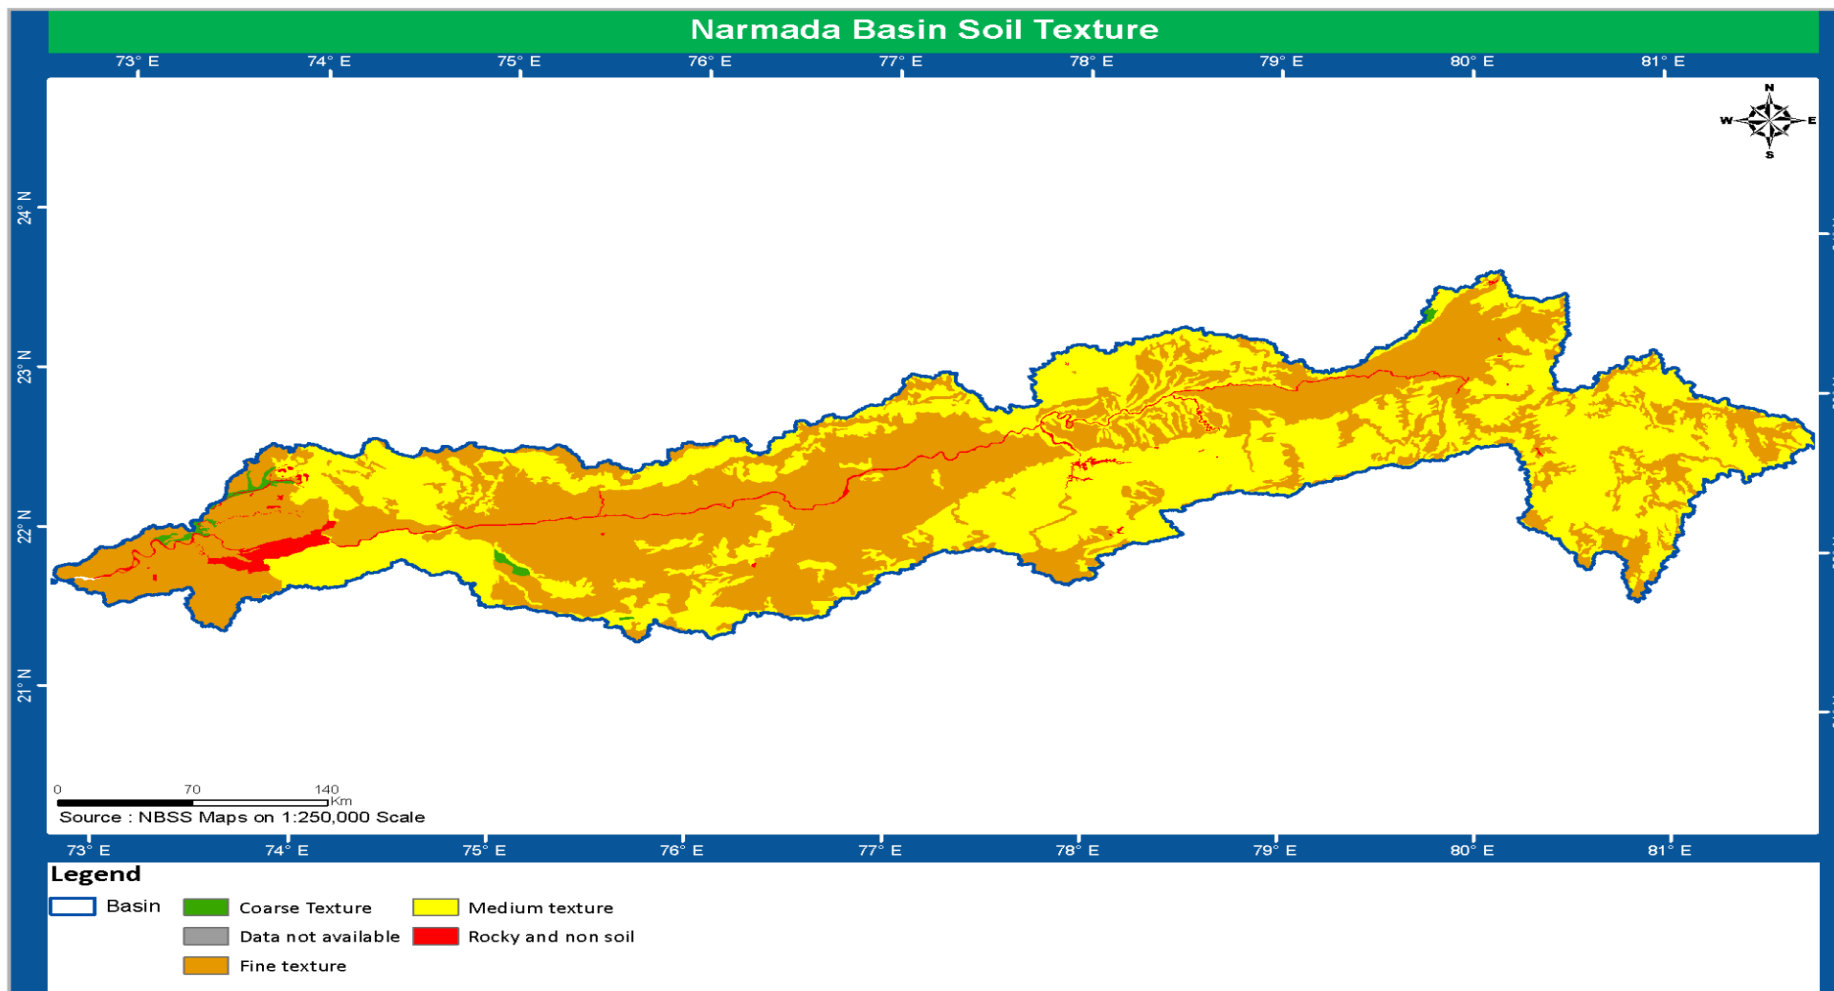 Narmada Basin Soil Texture
73° E 74° E 75° E 76° E 77° E 78° E 79° E 80° E 81° E
N
W E
S
24° N
23° N
22° N
21° N
0 70 140
Km
Source : NBSS Maps on 1:250,000 Scale
73° E 74° E 75° E 76° E 77° E 78° E 79° E 80° E 81° E
Legend
Basin
Coarse Texture
Medium texture
Data not available
Rocky and non soil
Fine texture